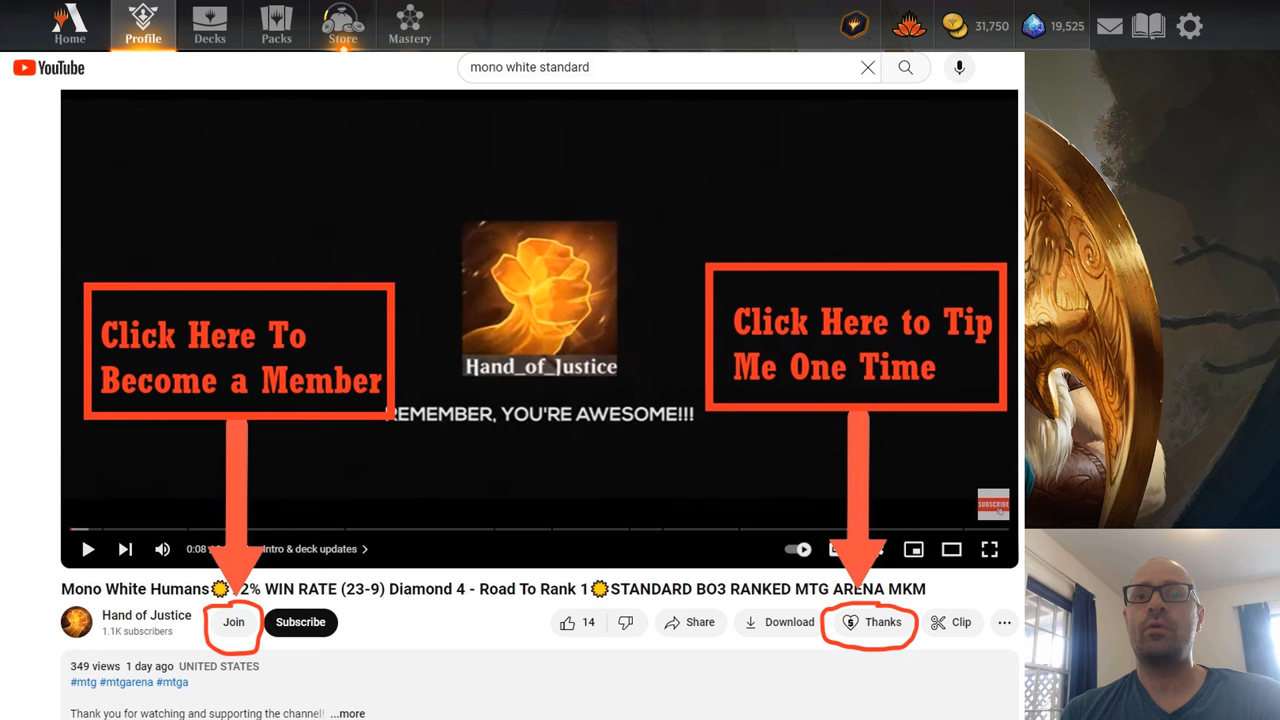 Home
Profile
Decks
Packs
Store
Mastery
31,750
19,525
YouTube
mono white standard
Click Here To
Become a Member
Click Here to Tip
Me One Time
Hand_of_Justice
REMEMBER, YOU'RE AWESOME!!!
SUBSCRIBE
0:08
Intro & deck updates >
Mono White Humans 2% WIN RATE (23-9) Diamond 4 - Road To Rank 1 STANDARD BO3 RANKED MTG ARENA MKM
Hand of Justice
1.1K subscribers
Join
Subscribe
14
Share
Download
Thanks
Clip
349 views 1 day ago UNITED STATES
#mtg #mtgarena #mtga
Thank you for watching and supporting the channel! ...more